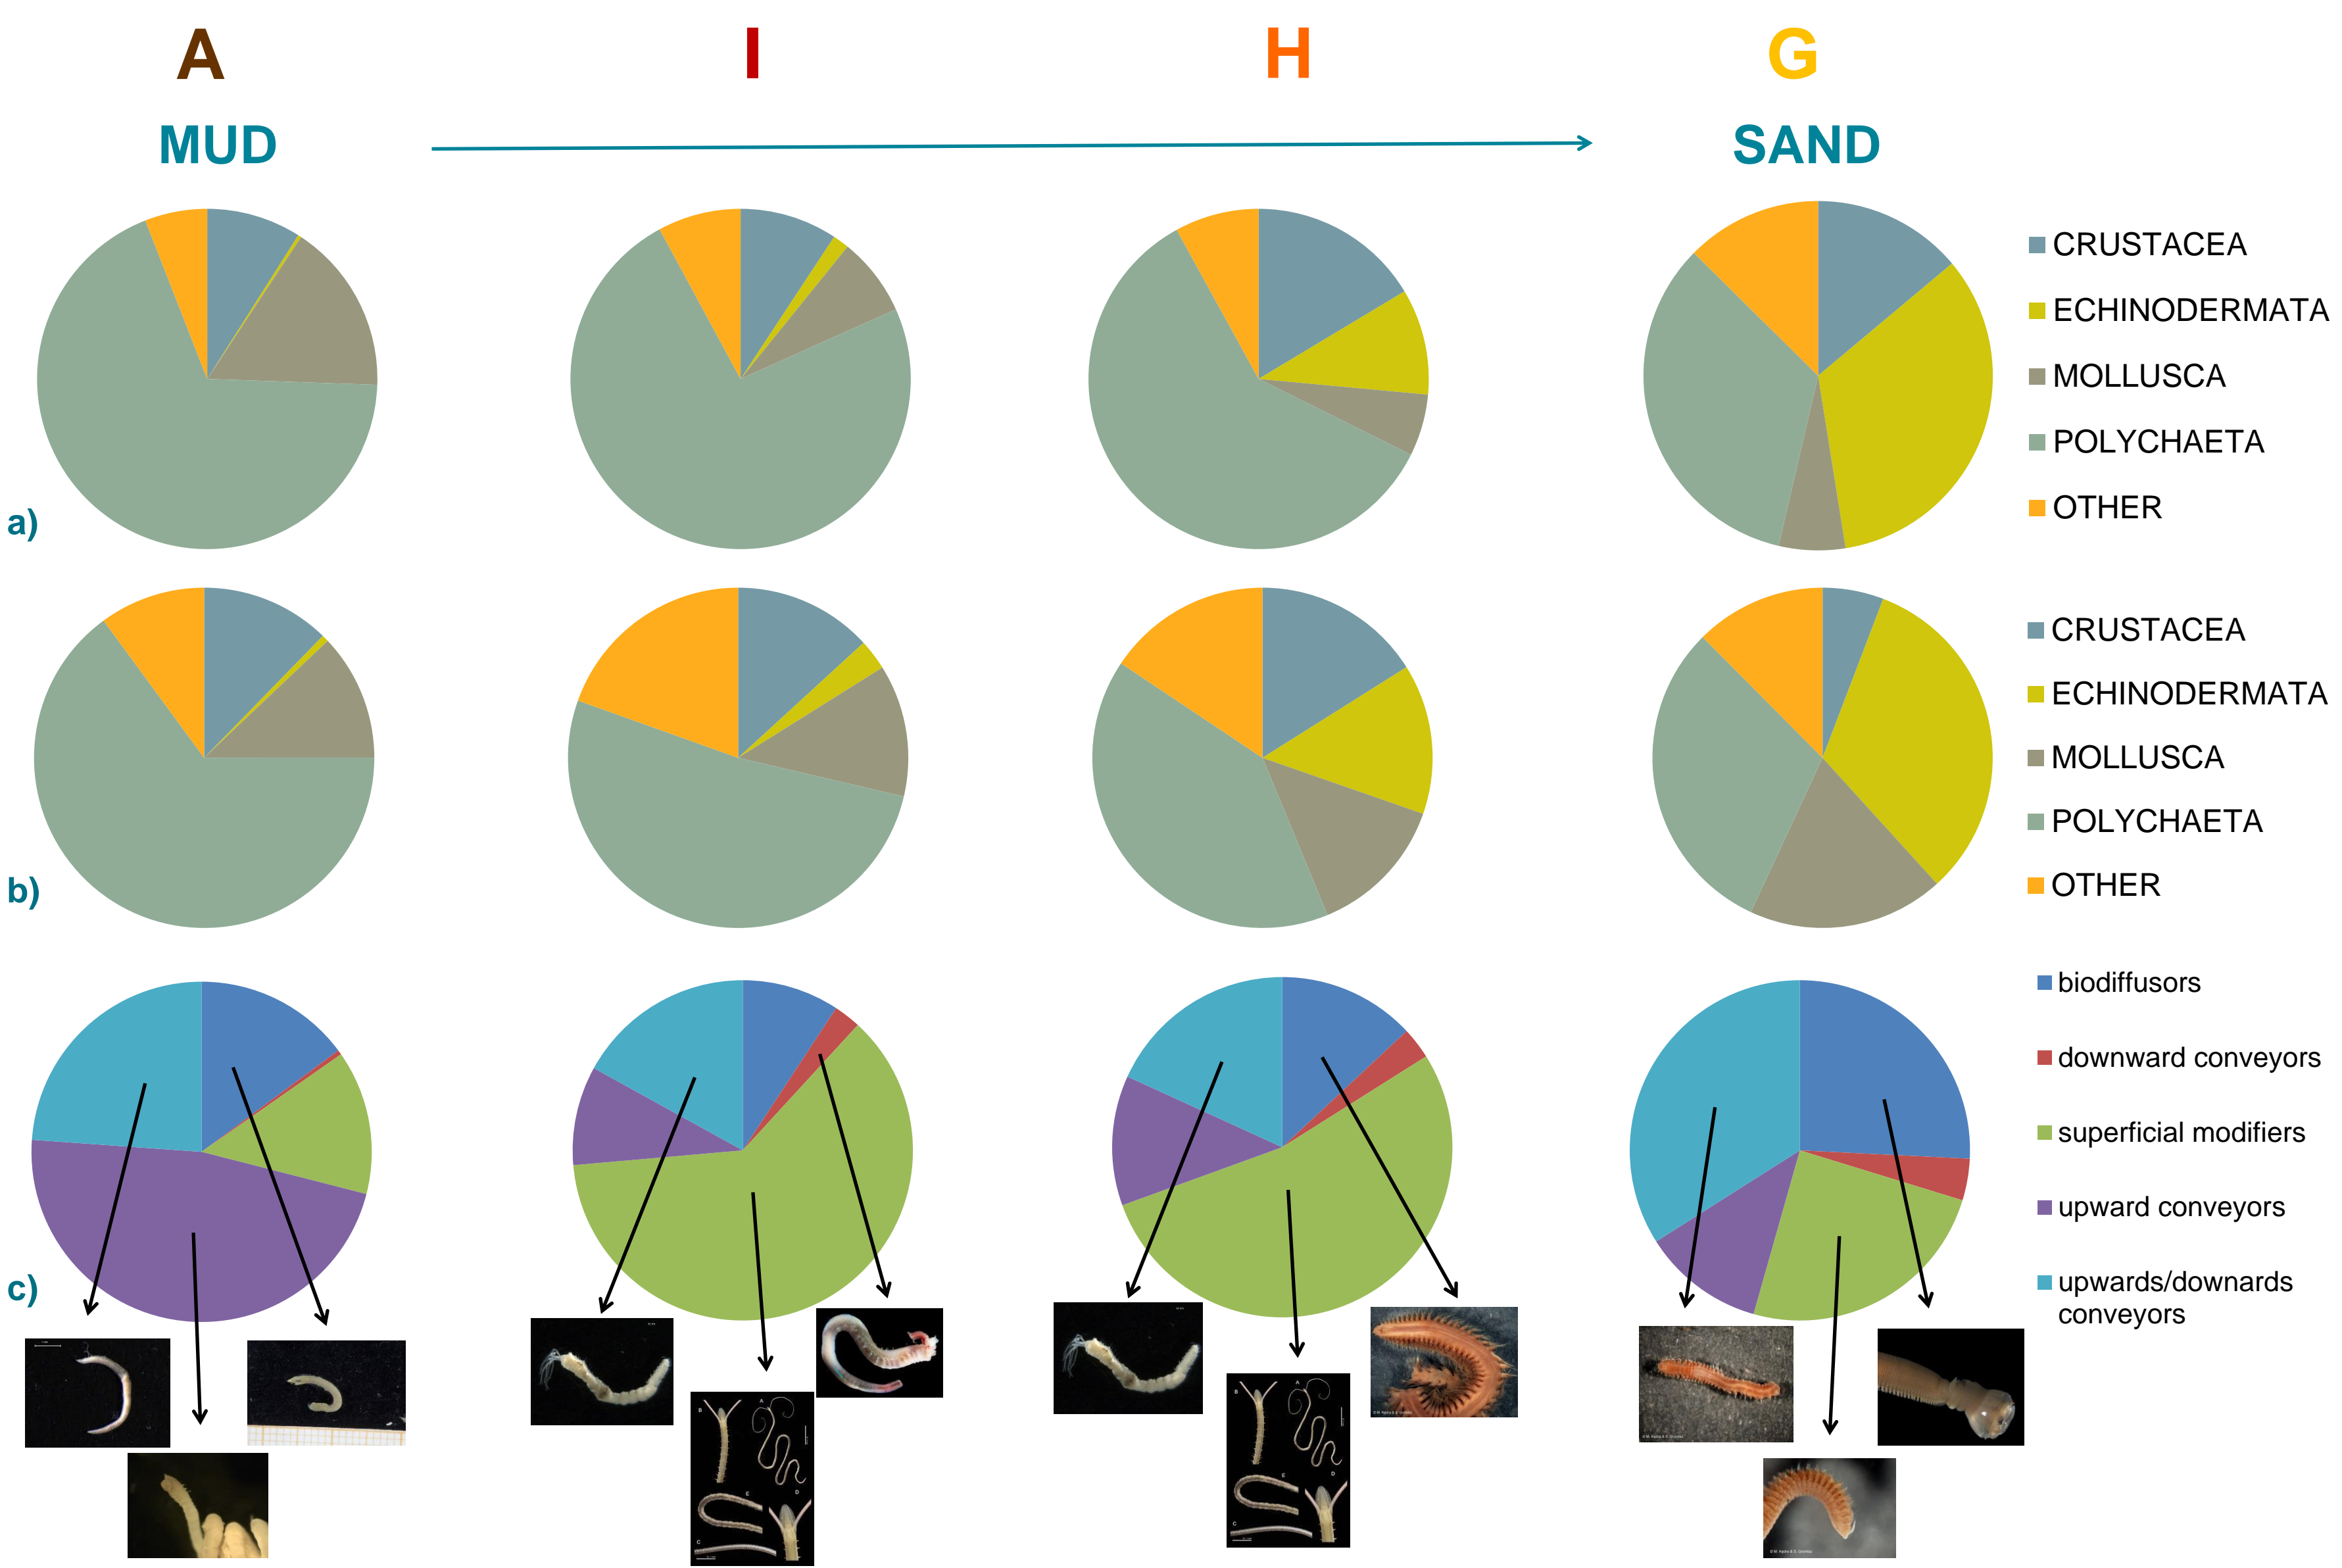 A I H G
MUD SAND
CRUSTACEA
ECHINODERMATA
MOLLUSCA
POLYCHAETA
OTHER
a)
CRUSTACEA
ECHINODERMATA
MOLLUSCA
POLYCHAETA
OTHER
b)
biodiffusors
downward conveyors
superficial modifiers
upward conveyors
upwards/downards
conveyors
c)
B A
E D
C
B A
E D
C